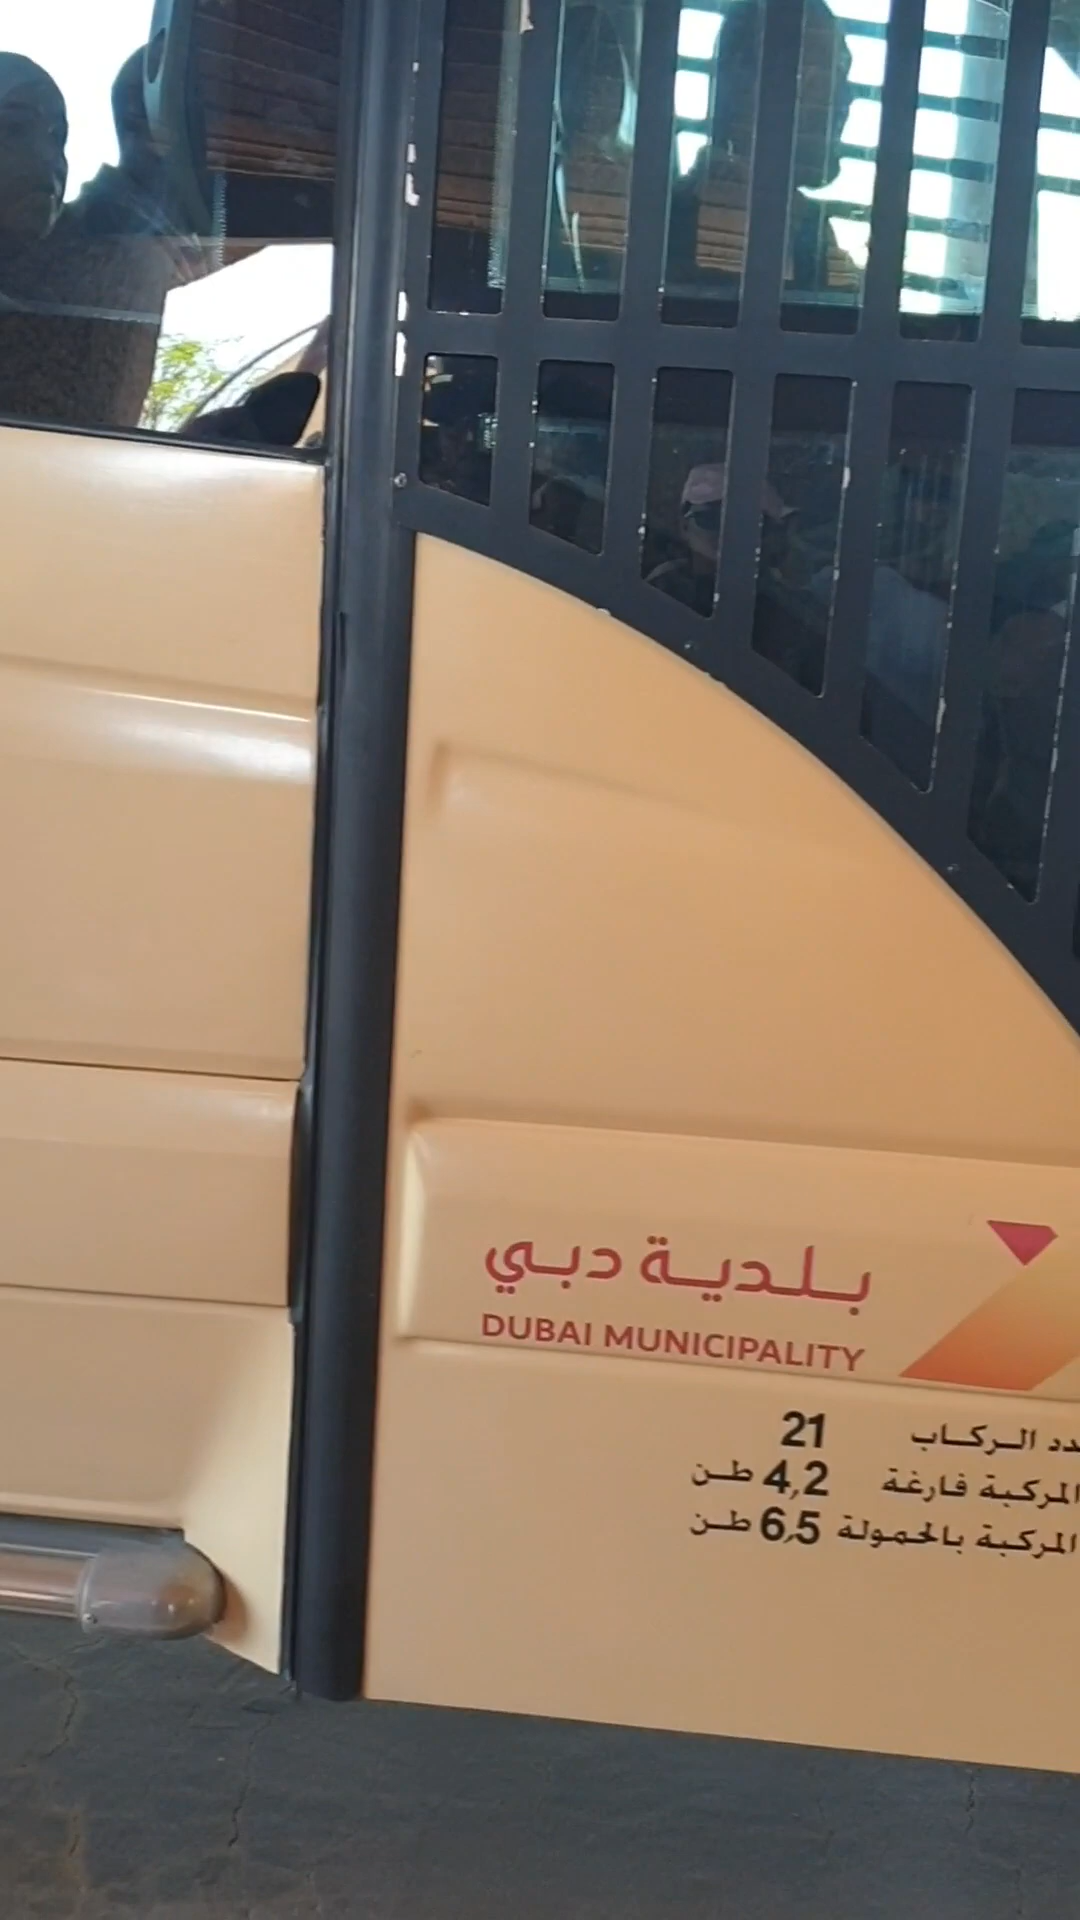 بلدية دبي
DUBAI MUNICIPALITY
الركاب 21
المركبة فارغة 4,2 طن
المركبة بالحمولة 6,5 طن